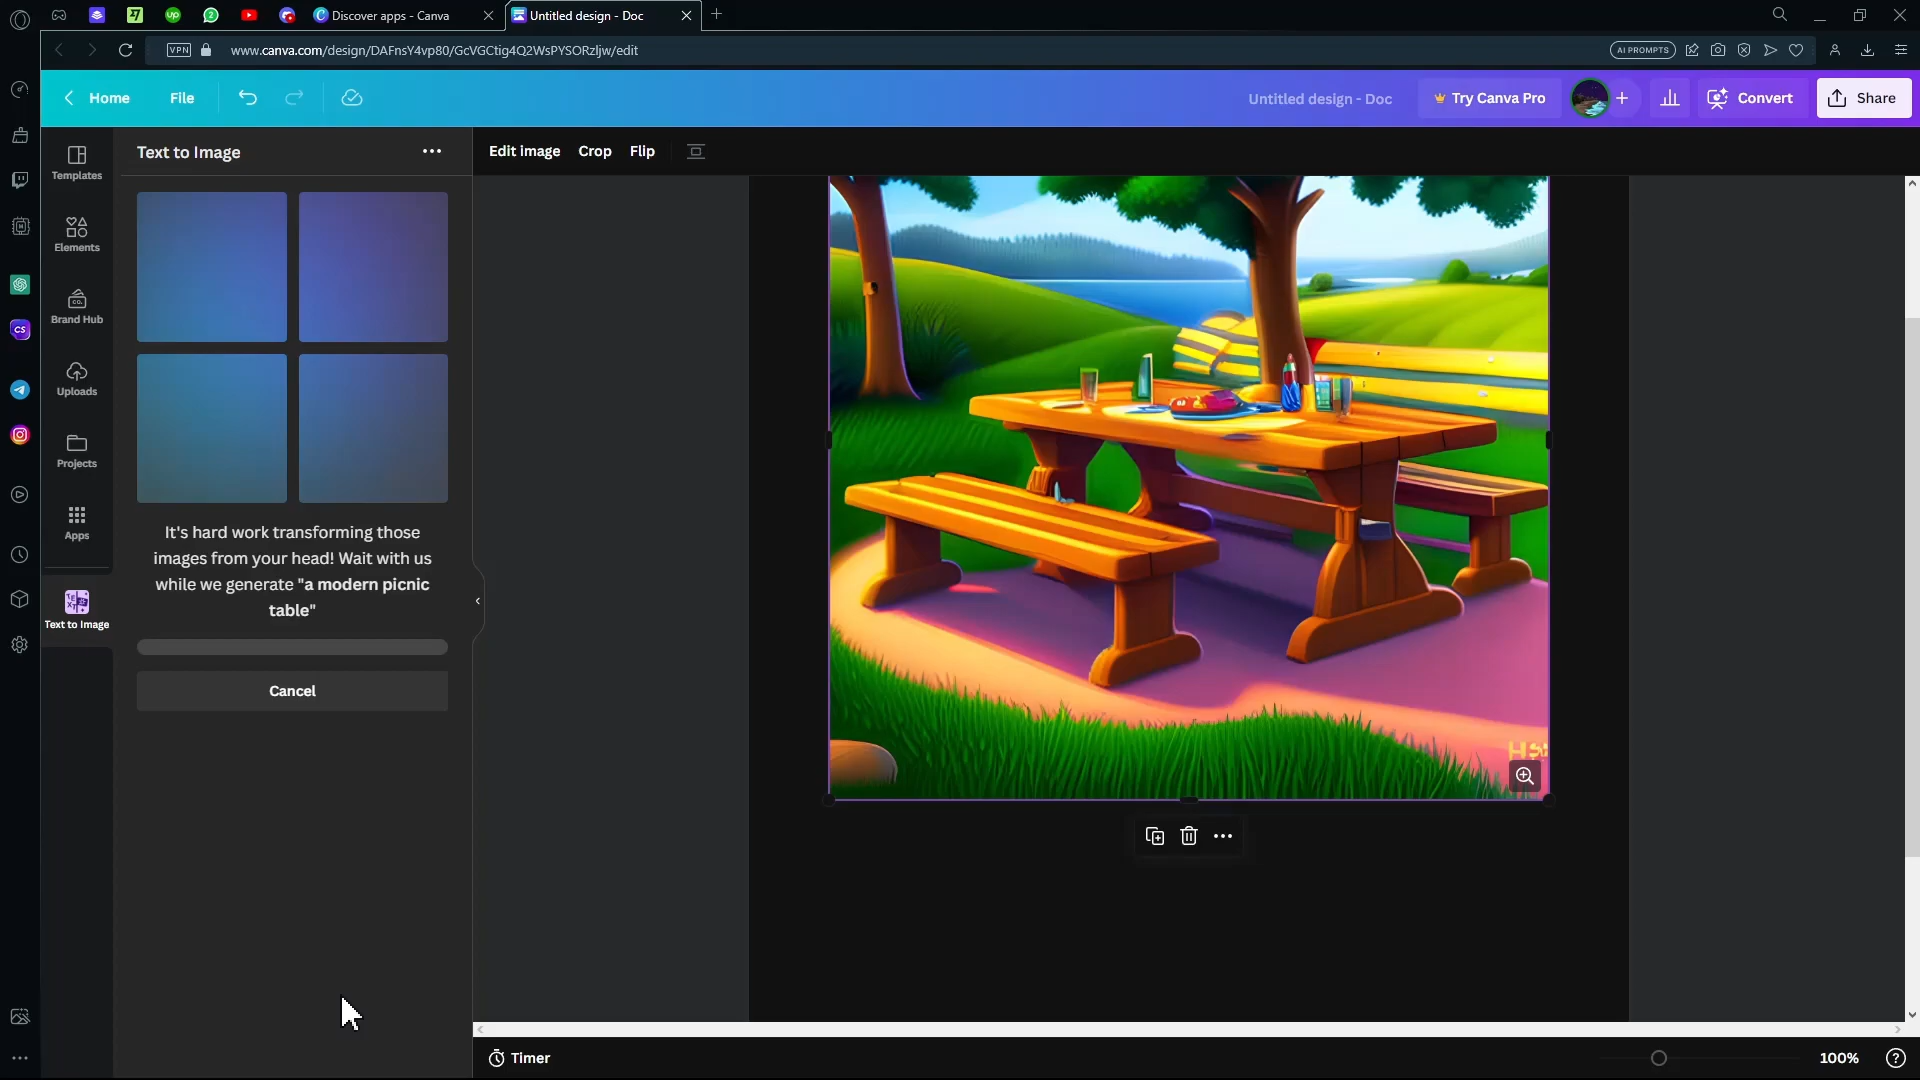 Discover apps - Canva
Untitled design - Doc
VPN
www.canva.com/design/DAFnsY4vp80/GcVGCtig4Q2WsPYSORzljw/edit
AI PROMPTS
Home
File
Untitled design - Doc
Try Canva Pro
Convert
Share
Templates
Elements
Brand Hub
Uploads
Projects
Apps
Text to Image
Text to Image
It's hard work transforming those
images from your head! Wait with us
while we generate "a modern picnic
table"
Cancel
Edit image
Crop
Flip
Timer
100%